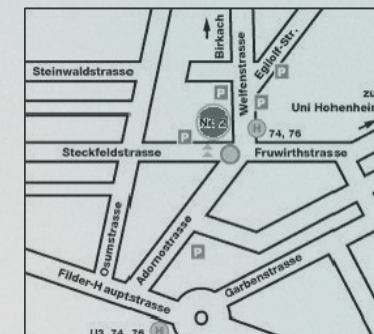 Birkach
Welfenstrasse
Egilolf-Str.
Steinwaldstrasse
P
P
P
zu
Uni Hohenhei
Nr. 2
H 74, 76
P
Steckfeldstrasse
Fruwirthstrasse
Osumstrasse
Adornostrasse
P
Garbenstrasse
Filder-Hauptstrasse
U3, 74, 76 H